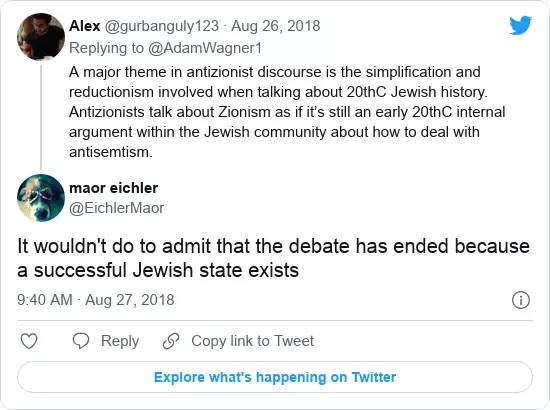 Alex @gurbanguly123 · Aug 26, 2018
Replying to @AdamWagner1
A major theme in antizionist discourse is the simplification and
reductionism involved when talking about 20thC Jewish history.
Antizionists talk about Zionism as if it’s still an early 20thC internal
argument within the Jewish community about how to deal with
antisemtism.
maor eichler
@EichlerMaor
It wouldn't do to admit that the debate has ended because
a successful Jewish state exists
9:40 AM · Aug 27, 2018
Reply Copy link to Tweet
Explore what's happening on Twitter